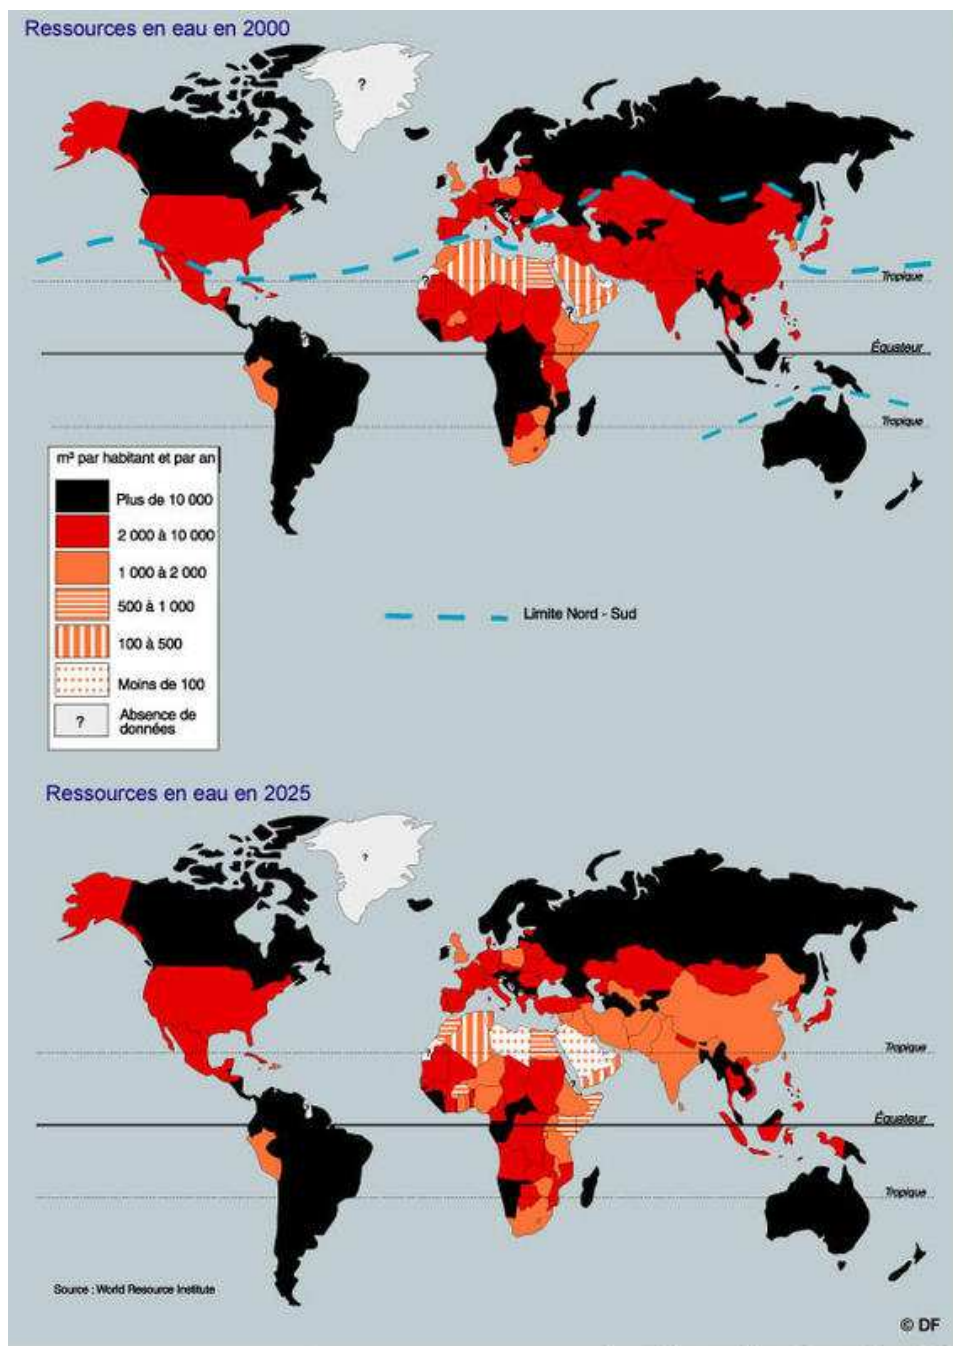 Ressources en eau en 2000
?
?
?
?
Tropique
Équateur
Tropique
m³ par habitant et par an
Plus de 10 000
2 000 à 10 000
1 000 à 2 000
500 à 1 000
100 à 500
Moins de 100
?
Absence de
données
Limite Nord - Sud
Ressources en eau en 2025
?
?
?
?
Tropique
Équateur
Tropique
Source : World Resource Institute
© DF